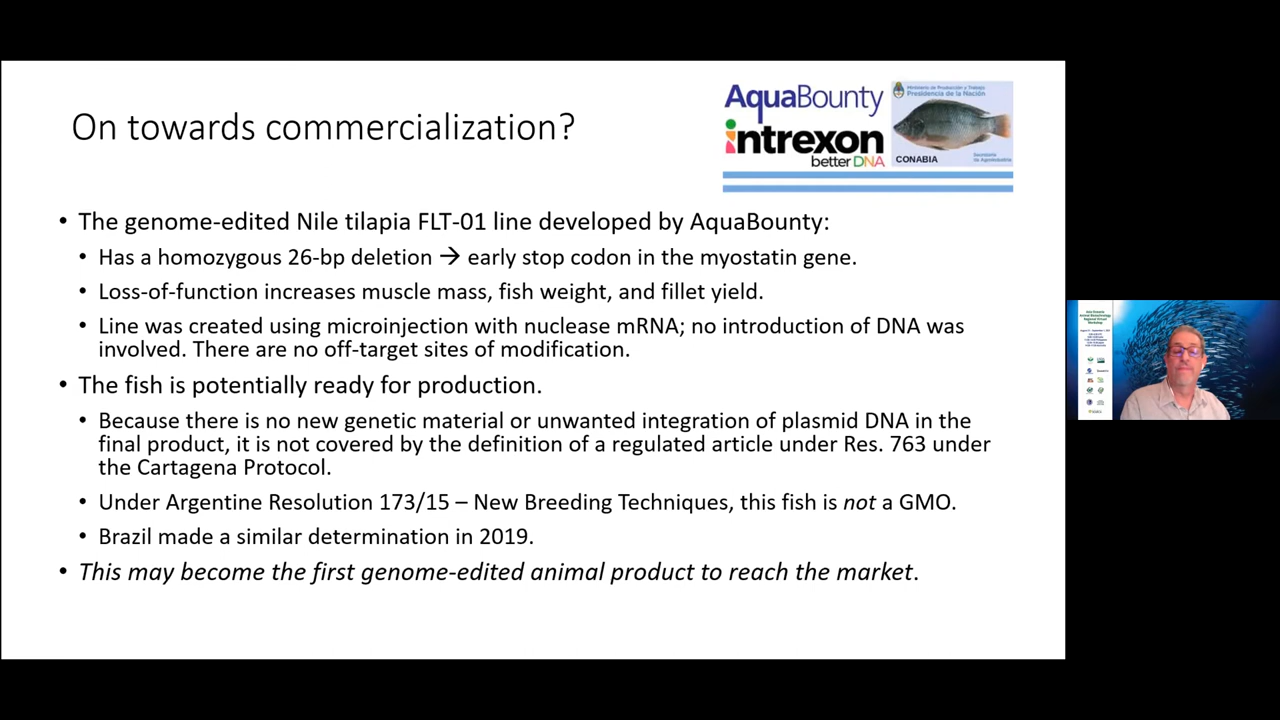 On towards commercialization?
AquaBounty
intrexon
better DNA
Ministerio de Producción y Trabajo
Presidencia de la Nación
CONABIA
Secretaría
de Agroindustria
• The genome-edited Nile tilapia FLT-01 line developed by AquaBounty:
• Has a homozygous 26-bp deletion → early stop codon in the myostatin gene.
• Loss-of-function increases muscle mass, fish weight, and fillet yield.
• Line was created using microinjection with nuclease mRNA; no introduction of DNA was
involved. There are no off-target sites of modification.
• The fish is potentially ready for production.
• Because there is no new genetic material or unwanted integration of plasmid DNA in the
final product, it is not covered by the definition of a regulated article under Res. 763 under
the Cartagena Protocol.
• Under Argentine Resolution 173/15 – New Breeding Techniques, this fish is not a GMO.
• Brazil made a similar determination in 2019.
• This may become the first genome-edited animal product to reach the market.
Animal Biotechnology
Regional Virtual
Workshop